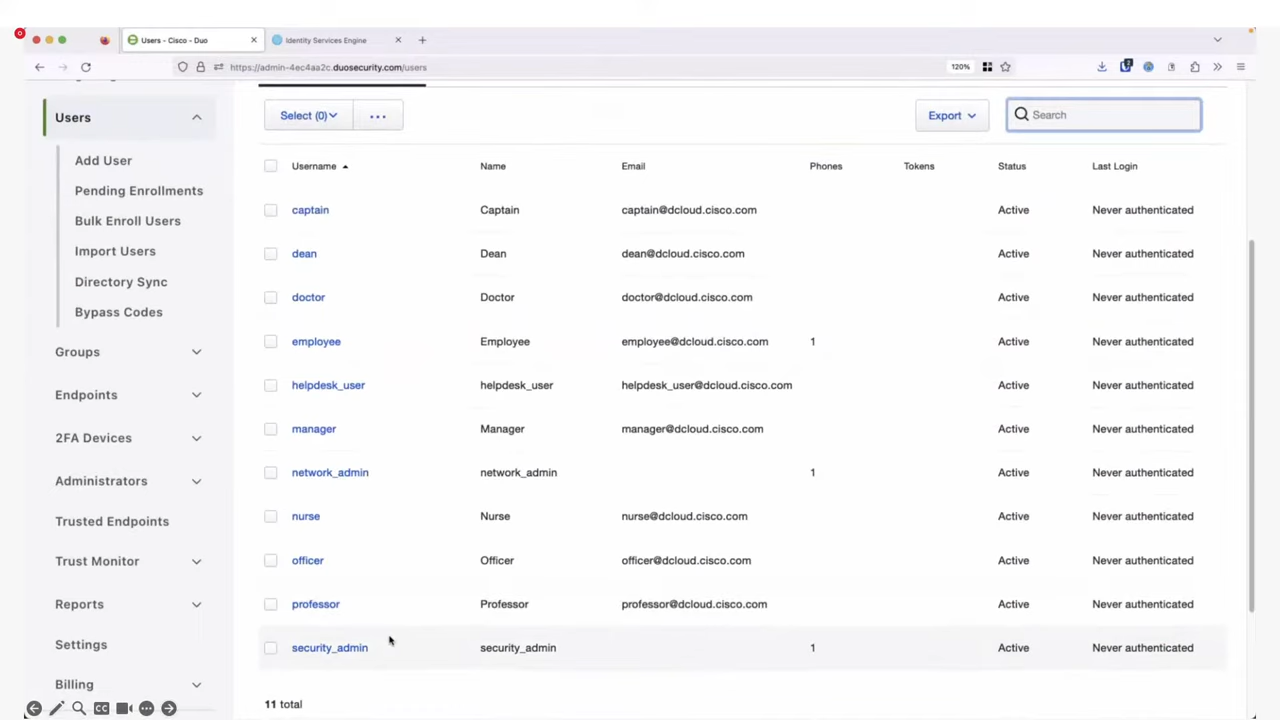 Users - Cisco - Duo
Identity Services Engine
https://admin-4ec4aa2c.duosecurity.com/users
120%
Users
Add User
Pending Enrollments
Bulk Enroll Users
Import Users
Directory Sync
Bypass Codes
Groups
Endpoints
2FA Devices
Administrators
Trusted Endpoints
Trust Monitor
Reports
Settings
Billing
Select (0)
Export
Search
Username Name Email Phones Tokens Status Last Login
captain Captain captain@dcloud.cisco.com Active Never authenticated
dean Dean dean@dcloud.cisco.com Active Never authenticated
doctor Doctor doctor@dcloud.cisco.com Active Never authenticated
employee Employee employee@dcloud.cisco.com 1 Active Never authenticated
helpdesk_user helpdesk_user helpdesk_user@dcloud.cisco.com Active Never authenticated
manager Manager manager@dcloud.cisco.com Active Never authenticated
network_admin network_admin 1 Active Never authenticated
nurse Nurse nurse@dcloud.cisco.com Active Never authenticated
officer Officer officer@dcloud.cisco.com Active Never authenticated
professor Professor professor@dcloud.cisco.com Active Never authenticated
security_admin security_admin 1 Active Never authenticated
11 total
CC